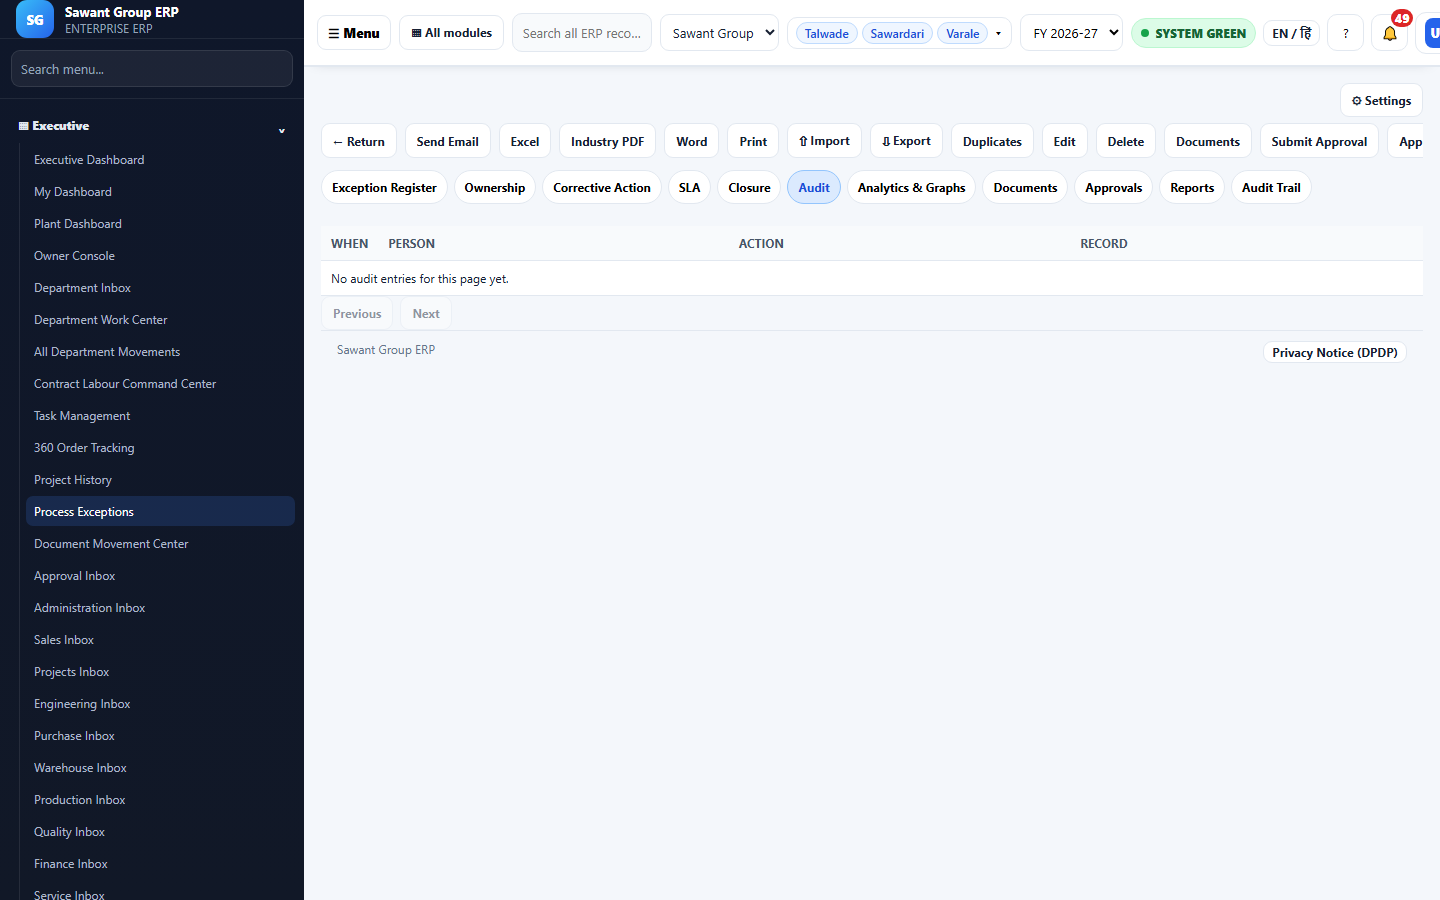 SG
Sawant Group ERP
ENTERPRISE ERP
Search menu...
Executive
Executive Dashboard
My Dashboard
Plant Dashboard
Owner Console
Department Inbox
Department Work Center
All Department Movements
Contract Labour Command Center
Task Management
360 Order Tracking
Project History
Process Exceptions
Document Movement Center
Approval Inbox
Administration Inbox
Sales Inbox
Projects Inbox
Engineering Inbox
Purchase Inbox
Warehouse Inbox
Production Inbox
Quality Inbox
Finance Inbox
Service Inbox
☰ Menu
All modules
Search all ERP reco...
Sawant Group
Talwade Sawardari Varale
FY 2026-27
SYSTEM GREEN
EN / हिं
?
49
U
⚙ Settings
← Return Send Email Excel Industry PDF Word Print ⇧ Import ⇩ Export Duplicates Edit Delete Documents Submit Approval App
Exception Register Ownership Corrective Action SLA Closure Audit Analytics & Graphs Documents Approvals Reports Audit Trail
WHEN PERSON ACTION RECORD
No audit entries for this page yet.
Previous Next
Sawant Group ERP Privacy Notice (DPDP)